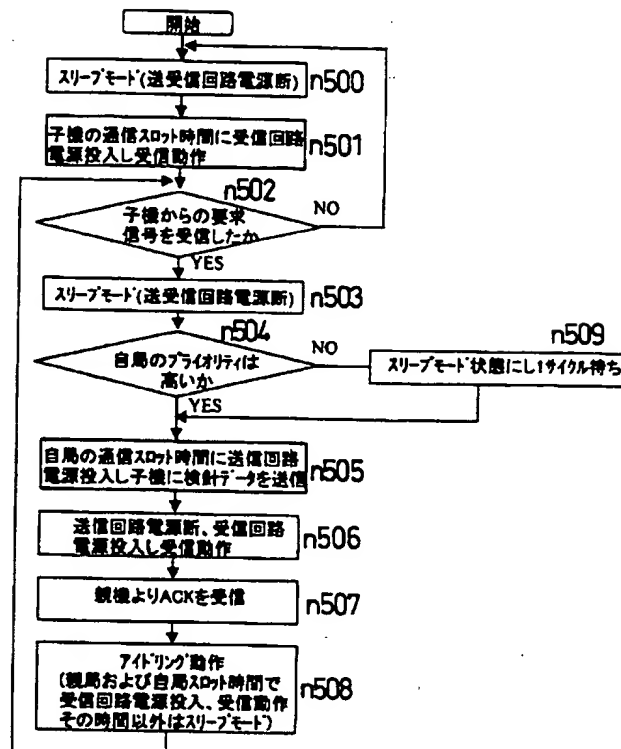 開始
スリープモード(送受信回路電源断)
n500
子機の通信スロット時間に受信回路
電源投入し受信動作
n501
n502
子機からの要求
信号を受信したか
NO
YES
スリープモード(送受信回路電源断)
n503
n504
自局のプライオリティは
高いか
NO
YES
n509
スリープモード状態にし1サイクル待ち
自局の通信スロット時間に送信回路
電源投入し子機に検針データを送信
n505
送信回路電源断、受信回路
電源投入し受信動作
n506
親機よりACKを受信
n507
アイドリング動作
(親局および自局スロット時間で
受信回路電源投入、受信動作
その時間以外はスリープモード)
n508